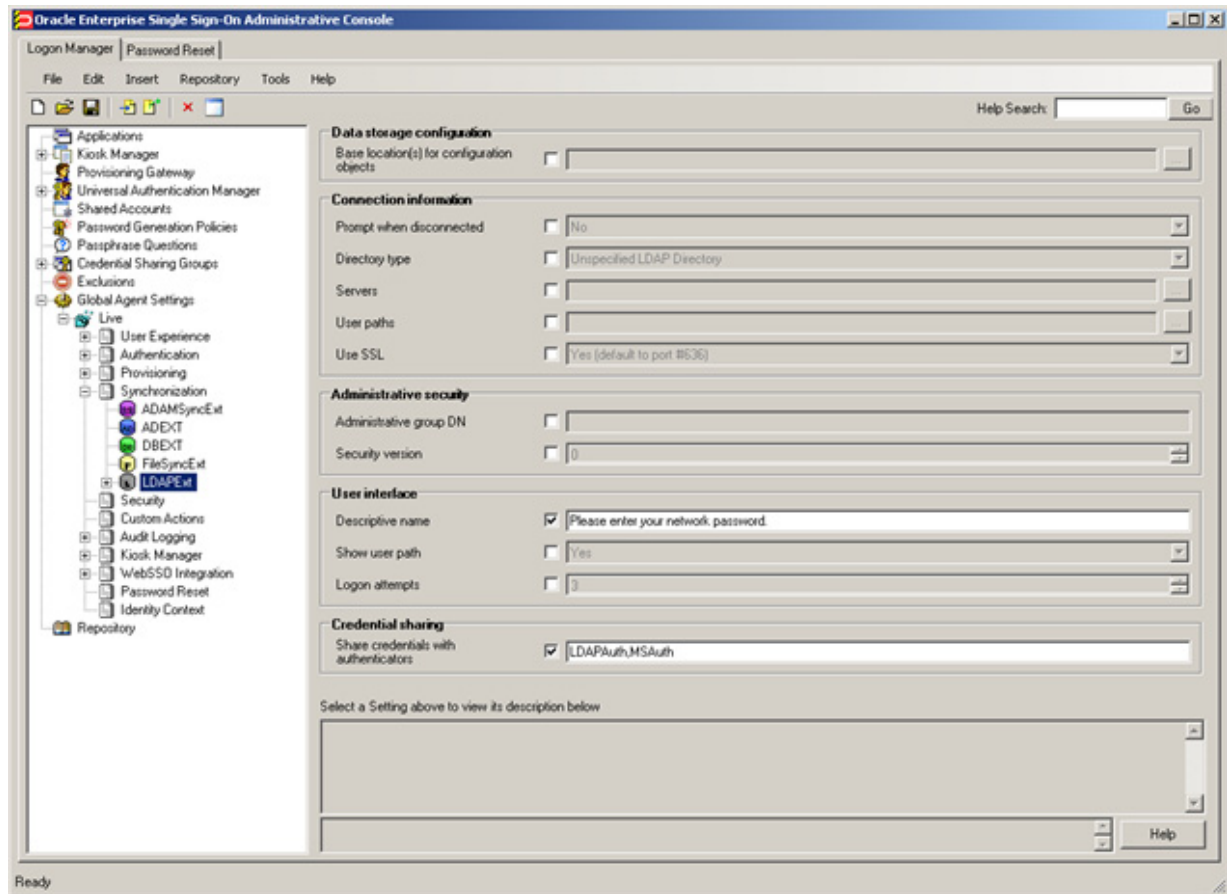 Oracle Enterprise Single Sign-On Administrative Console
Logon Manager Password Reset
File Edit Insert Repository Tools Help
Help Search: Go
Applications
Kiosk Manager
Provisioning Gateway
Universal Authentication Manager
Shared Accounts
Password Generation Policies
Passphrase Questions
Credential Sharing Groups
Exclusions
Global Agent Settings
Live
User Experience
Authentication
Provisioning
Synchronization
ADAMSyncExt
ADEXT
DBEXT
FileSyncExt
LDAPExt
Security
Custom Actions
Audit Logging
Kiosk Manager
WebSSO Integration
Password Reset
Identity Context
Repository
Data storage configuration
Base location(s) for configuration
objects ...
Connection information
Prompt when disconnected No
Directory type Unspecified LDAP Directory
Servers ...
User paths ...
Use SSL Yes (default to port #636)
Administrative security
Administrative group DN
Security version 0
User interface
Descriptive name Please enter your network password.
Show user path Yes
Logon attempts 3
Credential sharing
Share credentials with
authenticators LDAPAuth,MSAuth
Select a Setting above to view its description below
Help
Ready